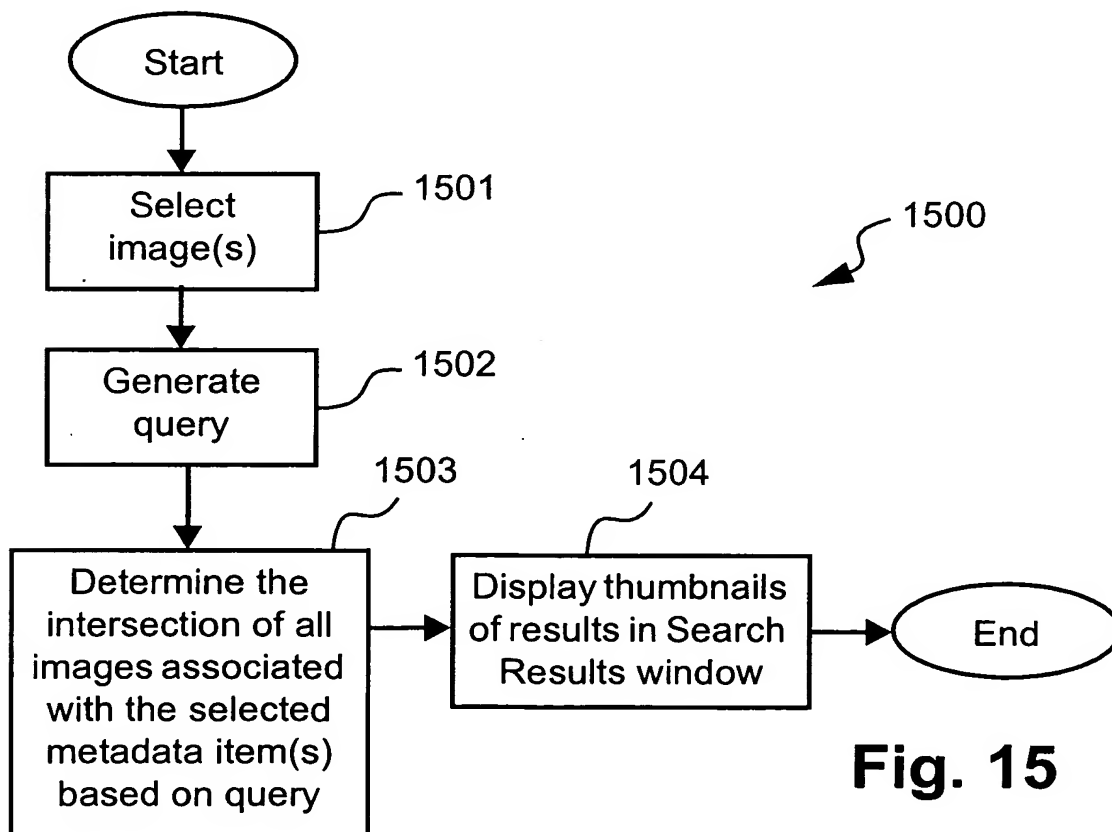 Start
Select
image(s)
1501
1500
Generate
query
1502
1503
Determine the
intersection of all
images associated
with the selected
metadata item(s)
based on query
1504
Display thumbnails
of results in Search
Results window
End
Fig. 15